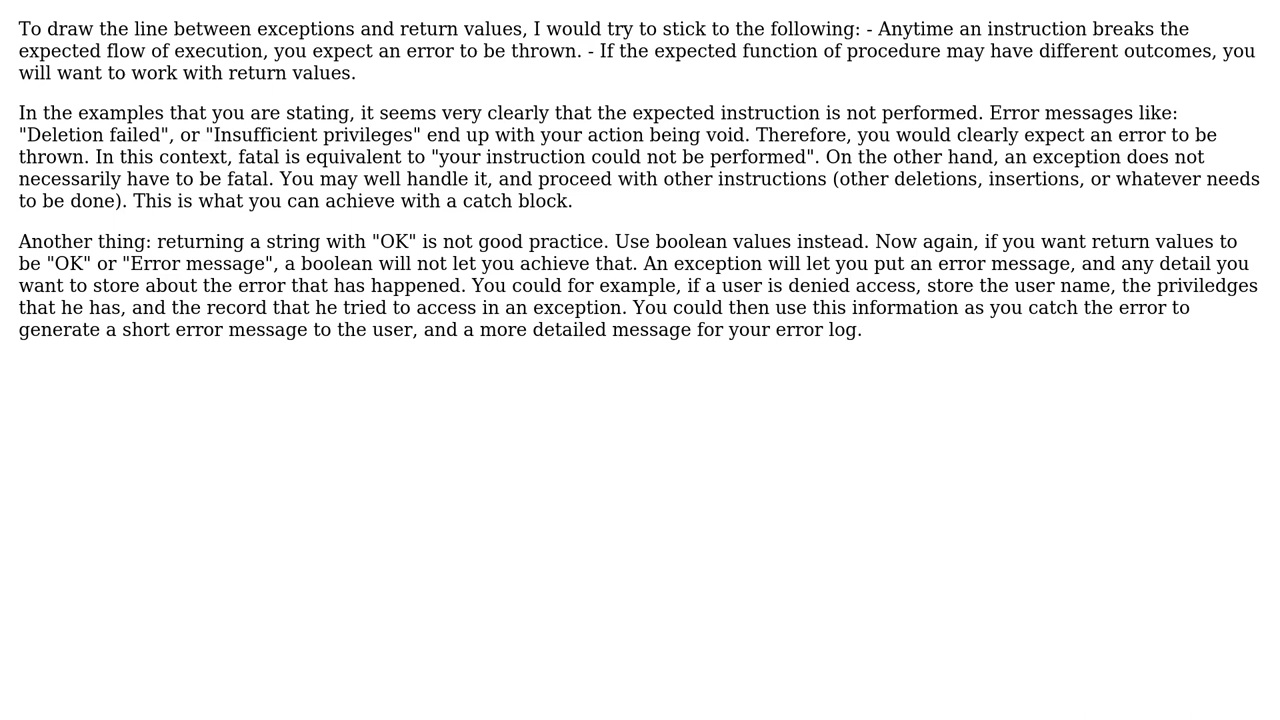 To draw the line between exceptions and return values, I would try to stick to the following: - Anytime an instruction breaks the
expected flow of execution, you expect an error to be thrown. - If the expected function of procedure may have different outcomes, you
will want to work with return values.
In the examples that you are stating, it seems very clearly that the expected instruction is not performed. Error messages like:
"Deletion failed", or "Insufficient privileges" end up with your action being void. Therefore, you would clearly expect an error to be
thrown. In this context, fatal is equivalent to "your instruction could not be performed". On the other hand, an exception does not
necessarily have to be fatal. You may well handle it, and proceed with other instructions (other deletions, insertions, or whatever needs
to be done). This is what you can achieve with a catch block.
Another thing: returning a string with "OK" is not good practice. Use boolean values instead. Now again, if you want return values to
be "OK" or "Error message", a boolean will not let you achieve that. An exception will let you put an error message, and any detail you
want to store about the error that has happened. You could for example, if a user is denied access, store the user name, the priviledges
that he has, and the record that he tried to access in an exception. You could then use this information as you catch the error to
generate a short error message to the user, and a more detailed message for your error log.